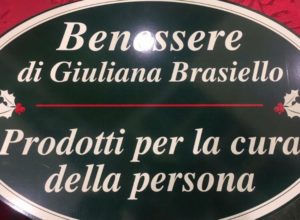 Benessere
di Giuliana Brasiello
Prodotti per la cura
della persona